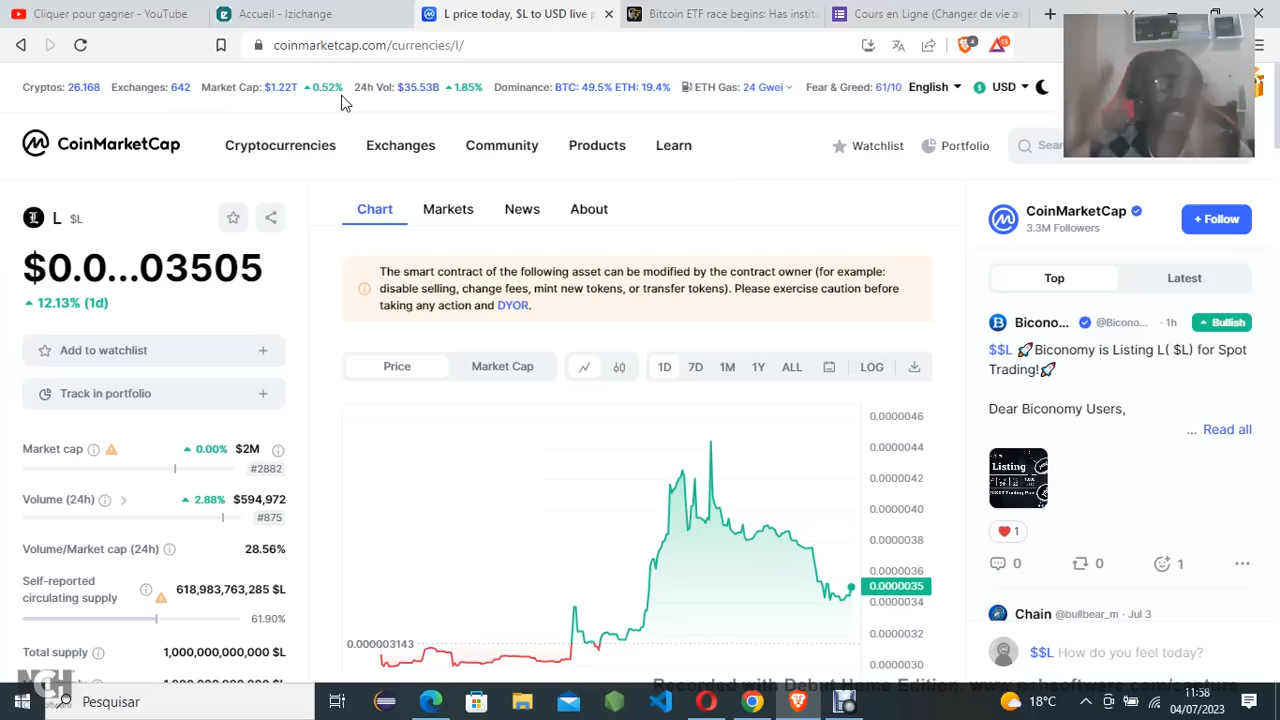 Cliquer pour gagner - YouTube
Accueil - Izichange
L price today, $L to USD live p
Bitcoin ETF race begins: Has instit
Cours en Ligne (Changer de vie av
coinmarketcap.com/currencies/l/
Cryptos: 26.168 Exchanges: 642 Market Cap: $1.22T 0.52% 24h Vol: $35.53B 1.85% Dominance: BTC: 49.5% ETH: 19.4% ETH Gas: 24 Gwei Fear & Greed: 61/10 English USD
CoinMarketCap
Cryptocurrencies Exchanges Community Products Learn
Watchlist Portfolio Sear
L $L
$0.0...03505
12.13% (1d)
Add to watchlist +
Track in portfolio +
Market cap 0.00% $2M
#2882
Volume (24h) 2.88% $594,972
#875
Volume/Market cap (24h) 28.56%
Self-reported
circulating supply 618,983,763,285 $L
61.90%
Total supply 1,000,000,000,000 $L
Chart Markets News About
The smart contract of the following asset can be modified by the contract owner (for example:
disable selling, change fees, mint new tokens, or transfer tokens). Please exercise caution before
taking any action and DYOR.
Price Market Cap 1D 7D 1M 1Y ALL LOG
0.0000046
0.0000044
0.0000042
0.0000040
0.0000038
0.0000036
0.0000035
0.0000034
0.0000032
0.0000030
0.000003143
CoinMarketCap
3.3M Followers
+ Follow
Top Latest
Bicono... @Bicono... · 1h Bullish
$$L 🚀Biconomy is Listing L( $L) for Spot
Trading!🚀
Dear Biconomy Users,
... Read all
Listing
1
0 0 1
Chain @bullbear_m · Jul 3
$$L How do you feel today?
Recorded with Debut Home Edition. www.nchsoftware.com/capture
NCH
Pesquisar
18°C
11:58
04/07/2023